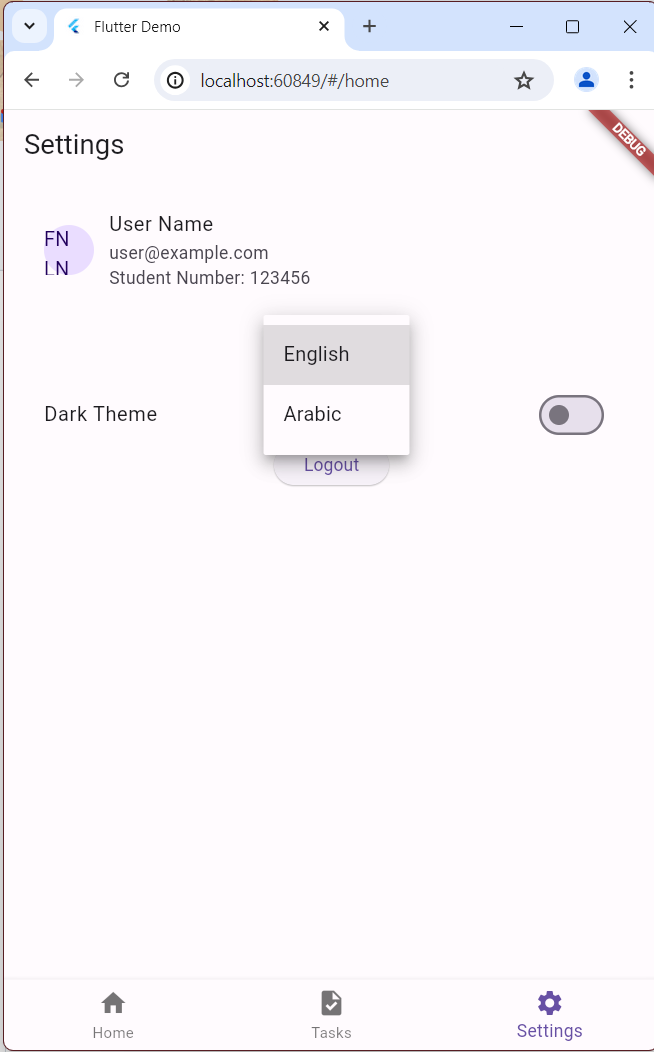 Flutter Demo
localhost:60849/#/home
DEBUG
Settings
FN
LN
User Name
user@example.com
Student Number: 123456
English
Arabic
Dark Theme
Logout
Home
Tasks
Settings